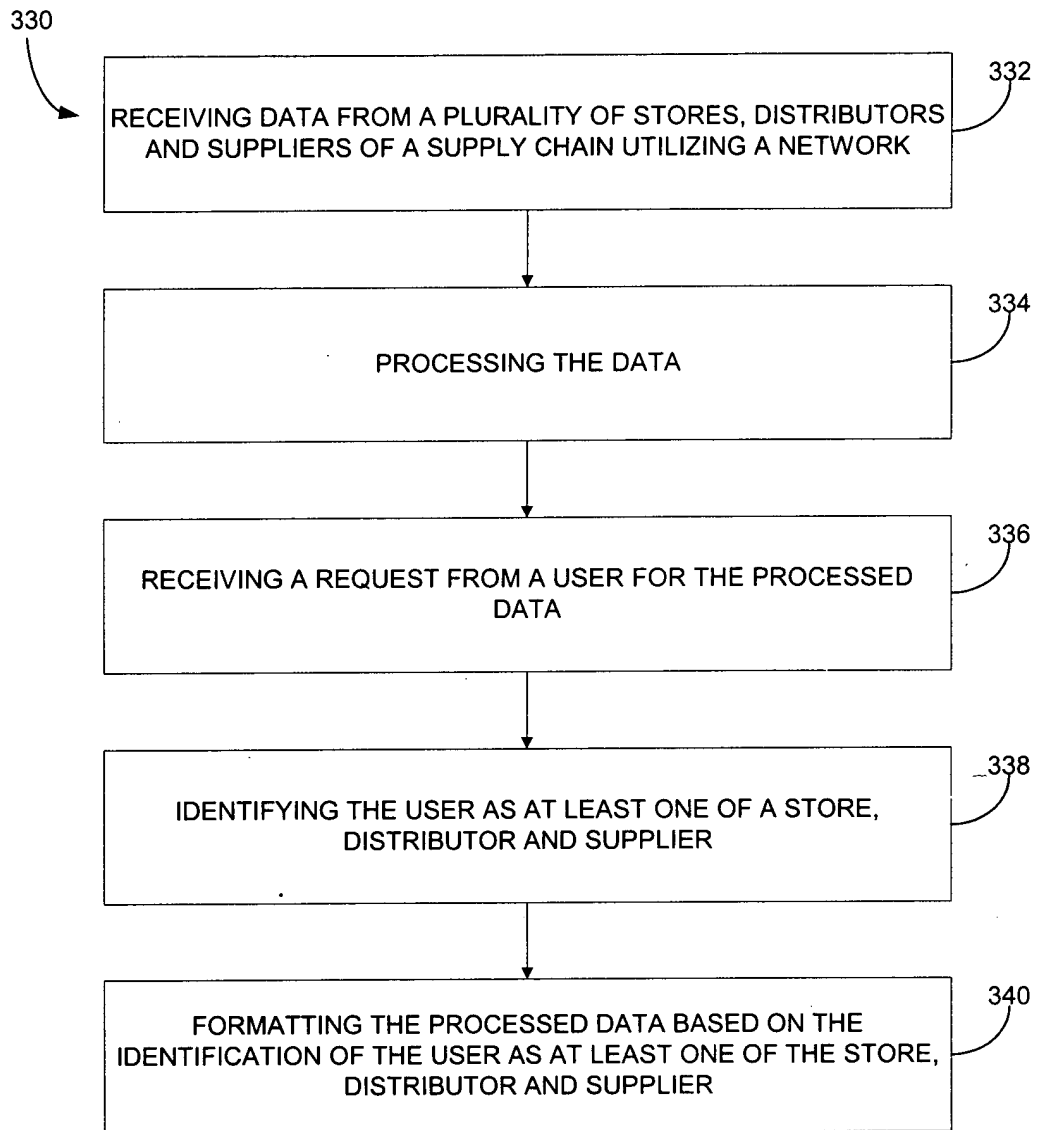 330
332
RECEIVING DATA FROM A PLURALITY OF STORES, DISTRIBUTORS
AND SUPPLIERS OF A SUPPLY CHAIN UTILIZING A NETWORK
334
PROCESSING THE DATA
336
RECEIVING A REQUEST FROM A USER FOR THE PROCESSED
DATA
338
IDENTIFYING THE USER AS AT LEAST ONE OF A STORE,
DISTRIBUTOR AND SUPPLIER
340
FORMATTING THE PROCESSED DATA BASED ON THE
IDENTIFICATION OF THE USER AS AT LEAST ONE OF THE STORE,
DISTRIBUTOR AND SUPPLIER